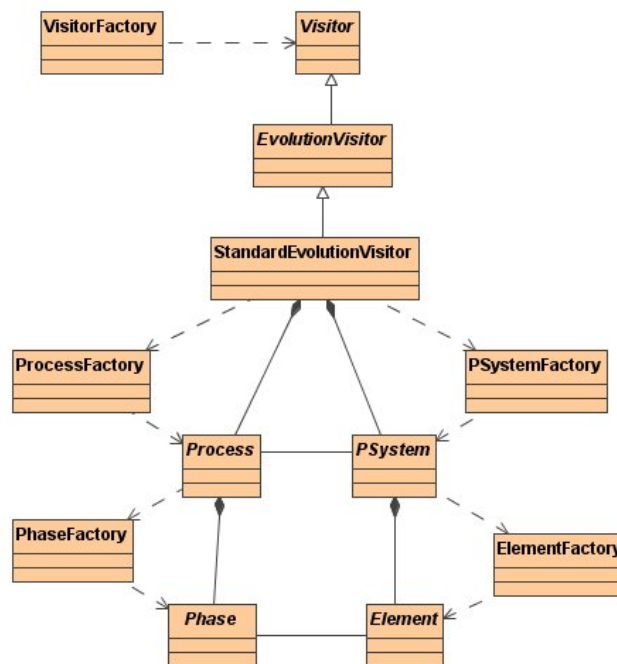 VisitorFactory
Visitor
EvolutionVisitor
StandardEvolutionVisitor
ProcessFactory
PSystemFactory
Process
PSystem
PhaseFactory
ElementFactory
Phase
Element